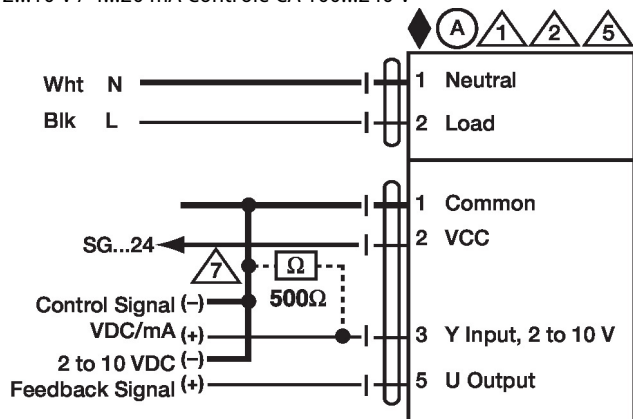 A 1 2 5
Wht N 1 Neutral
Blk L 2 Load
1 Common
SG...24 2 VCC
7 Ω
500Ω
Control Signal (–)
VDC/mA (+) 3 Y Input, 2 to 10 V
2 to 10 VDC (–)
Feedback Signal (+) 5 U Output